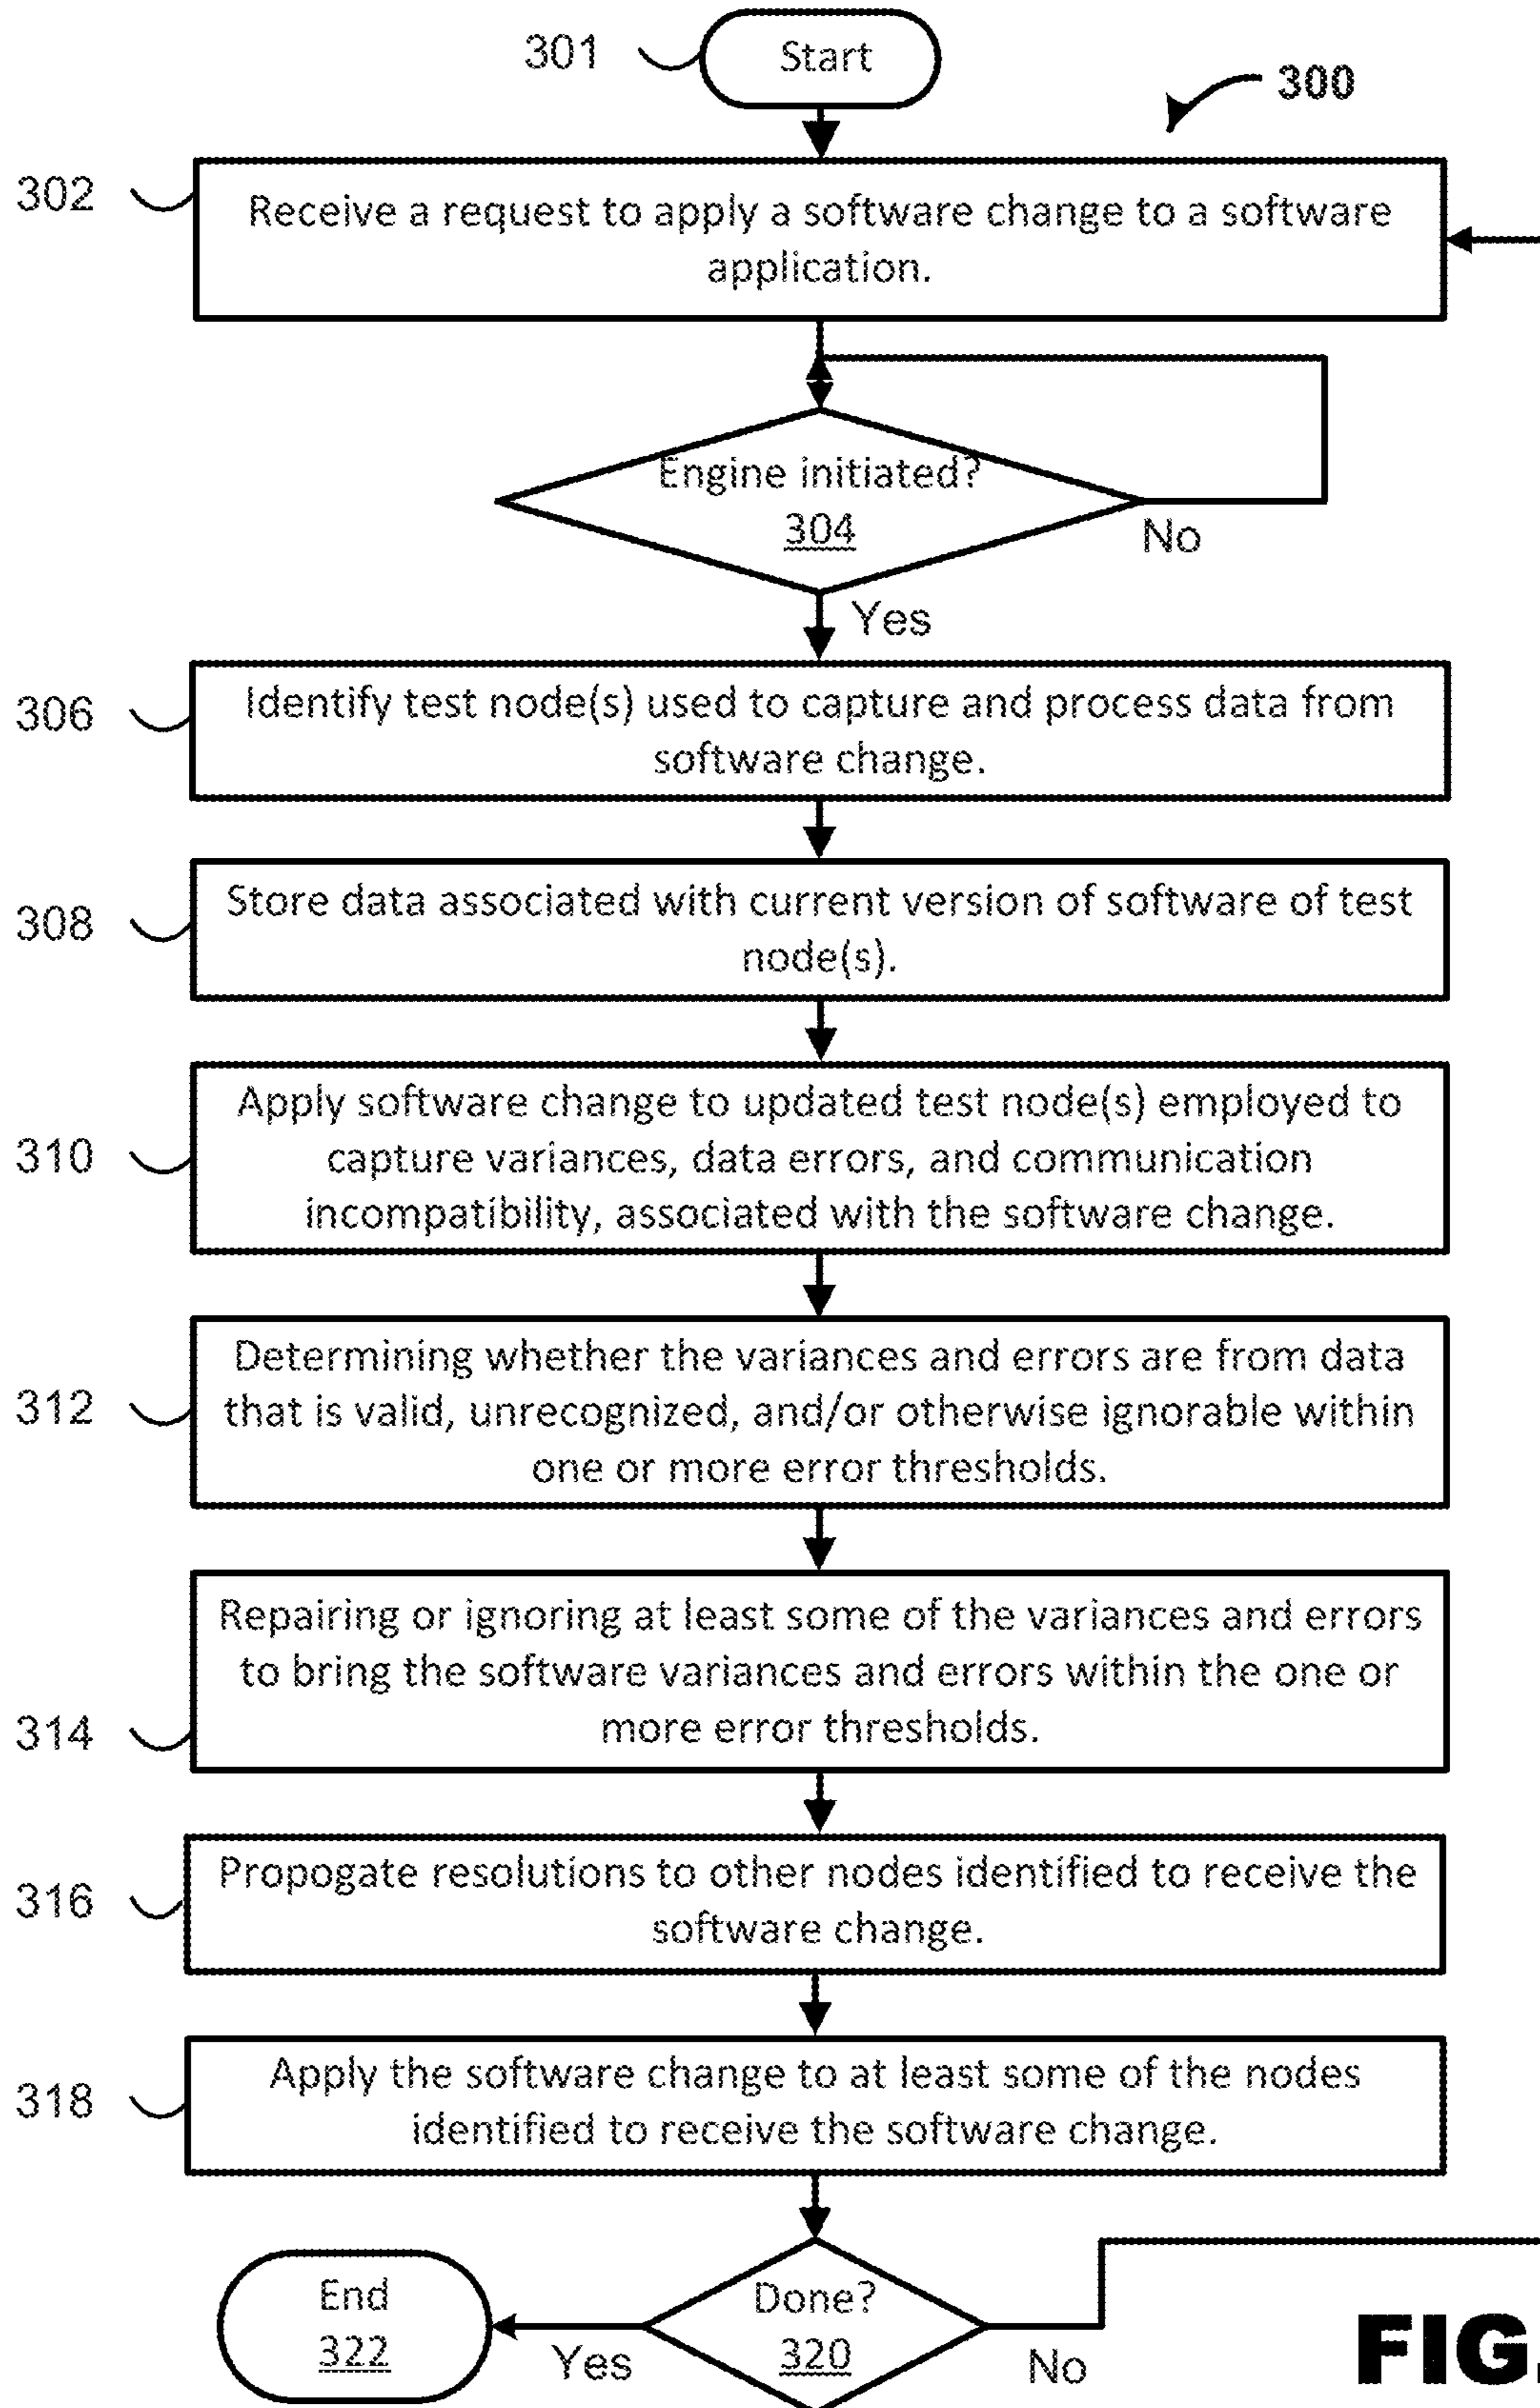 301
Start
300
302
Receive a request to apply a software change to a software
application.
Engine initiated?
304
No
Yes
306
Identify test node(s) used to capture and process data from
software change.
308
Store data associated with current version of software of test
node(s).
310
Apply software change to updated test node(s) employed to
capture variances, data errors, and communication
incompatibility, associated with the software change.
312
Determining whether the variances and errors are from data
that is valid, unrecognized, and/or otherwise ignorable within
one or more error thresholds.
314
Repairing or ignoring at least some of the variances and errors
to bring the software variances and errors within the one or
more error thresholds.
316
Propogate resolutions to other nodes identified to receive the
software change.
318
Apply the software change to at least some of the nodes
identified to receive the software change.
End
322
Yes
Done?
320
No
FIG.